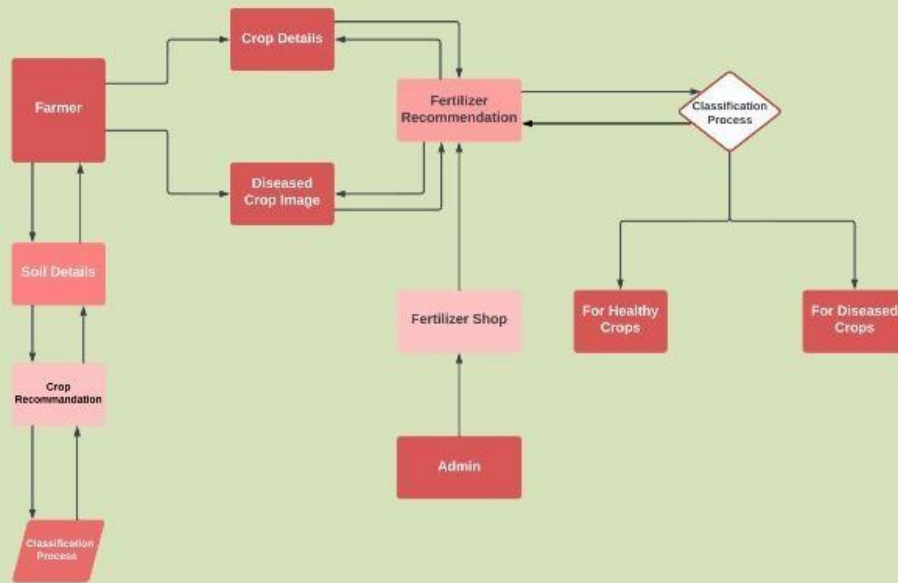 Crop Details
Farmer
Fertilizer
Recommendation
Classification
Process
Diseased
Crop Image
Soil Details
Fertilizer Shop
For Healthy
Crops
For Diseased
Crops
Crop
Recommandation
Admin
Classification
Process